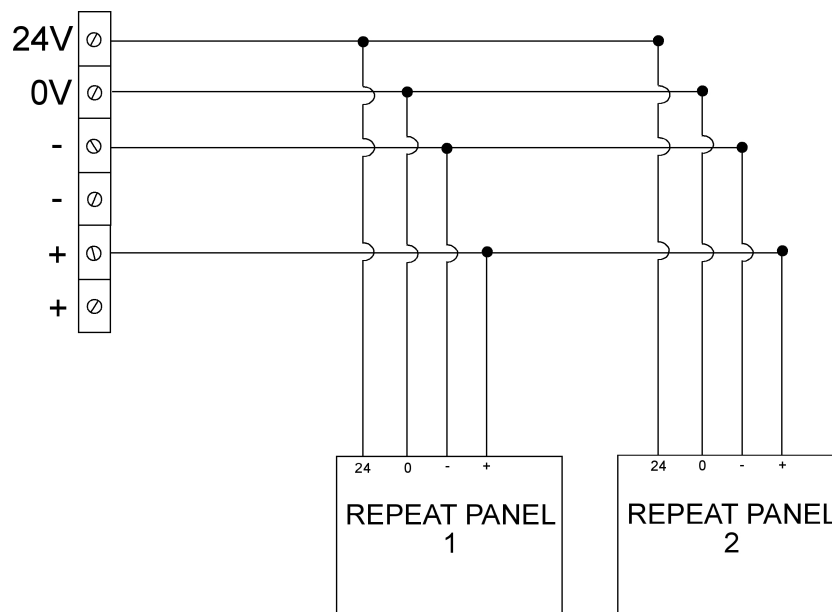 24V
0V
-
-
+
+
24 0 - +
24 0 - +
REPEAT PANEL
1
REPEAT PANEL
2